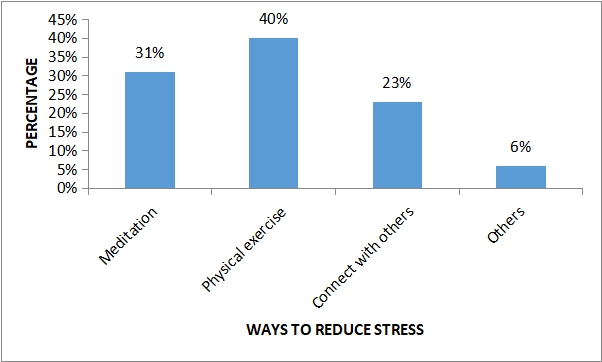 45%
40%
35%
30%
25%
20%
15%
10%
5%
0%
PERCENTAGE
31%
40%
23%
6%
Meditation
Physical exercise
Connect with others
Others
WAYS TO REDUCE STRESS